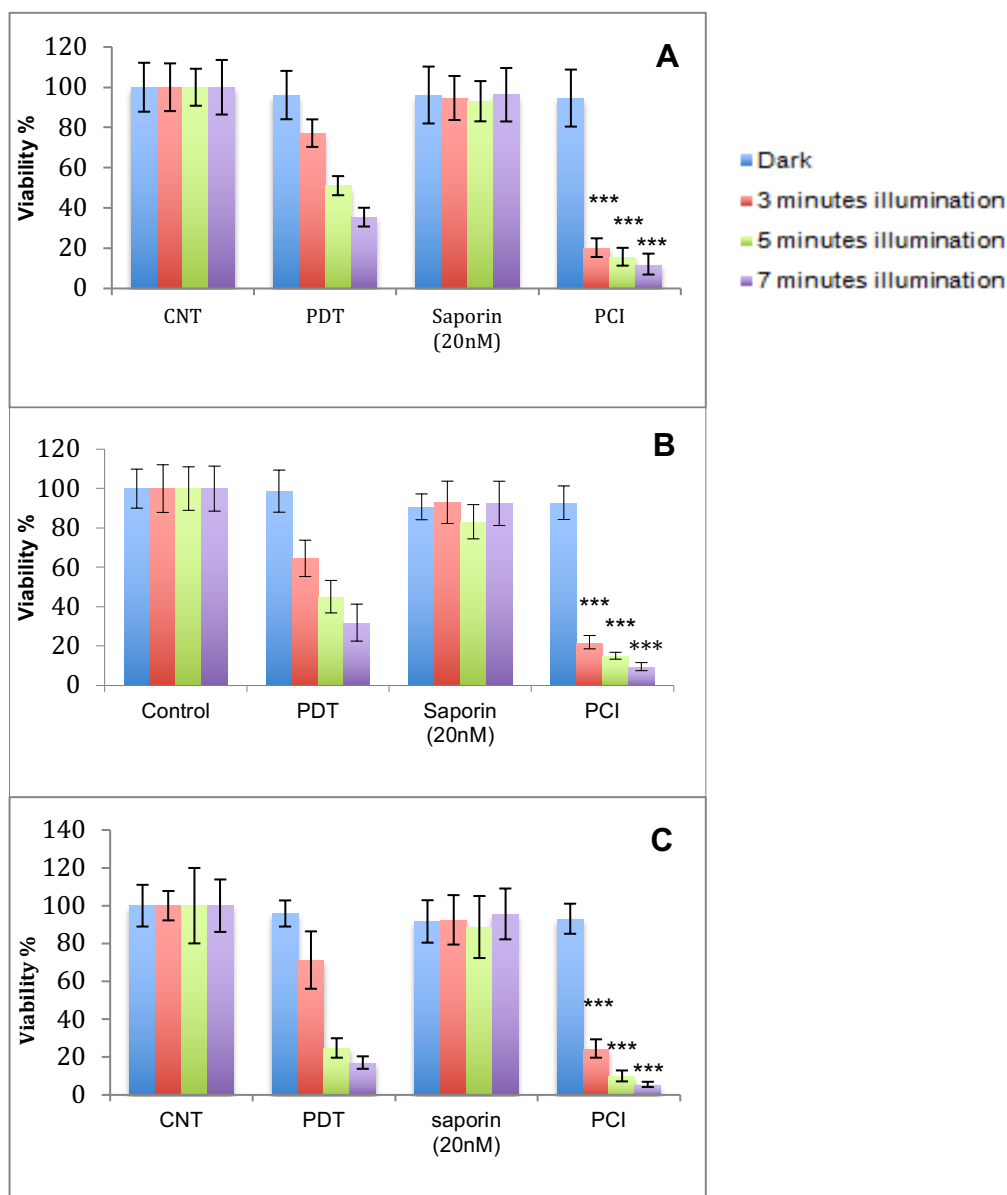 A
Viability %
120
100
80
60
40
20
0
CNT
PDT
Saporin
(20nM)
PCI
***
***
***
Dark
3 minutes illumination
5 minutes illumination
7 minutes illumination
B
Viability %
120
100
80
60
40
20
0
Control
PDT
Saporin
(20nM)
PCI
***
***
***
C
Viability %
140
120
100
80
60
40
20
0
CNT
PDT
saporin
(20nM)
PCI
***
***
***